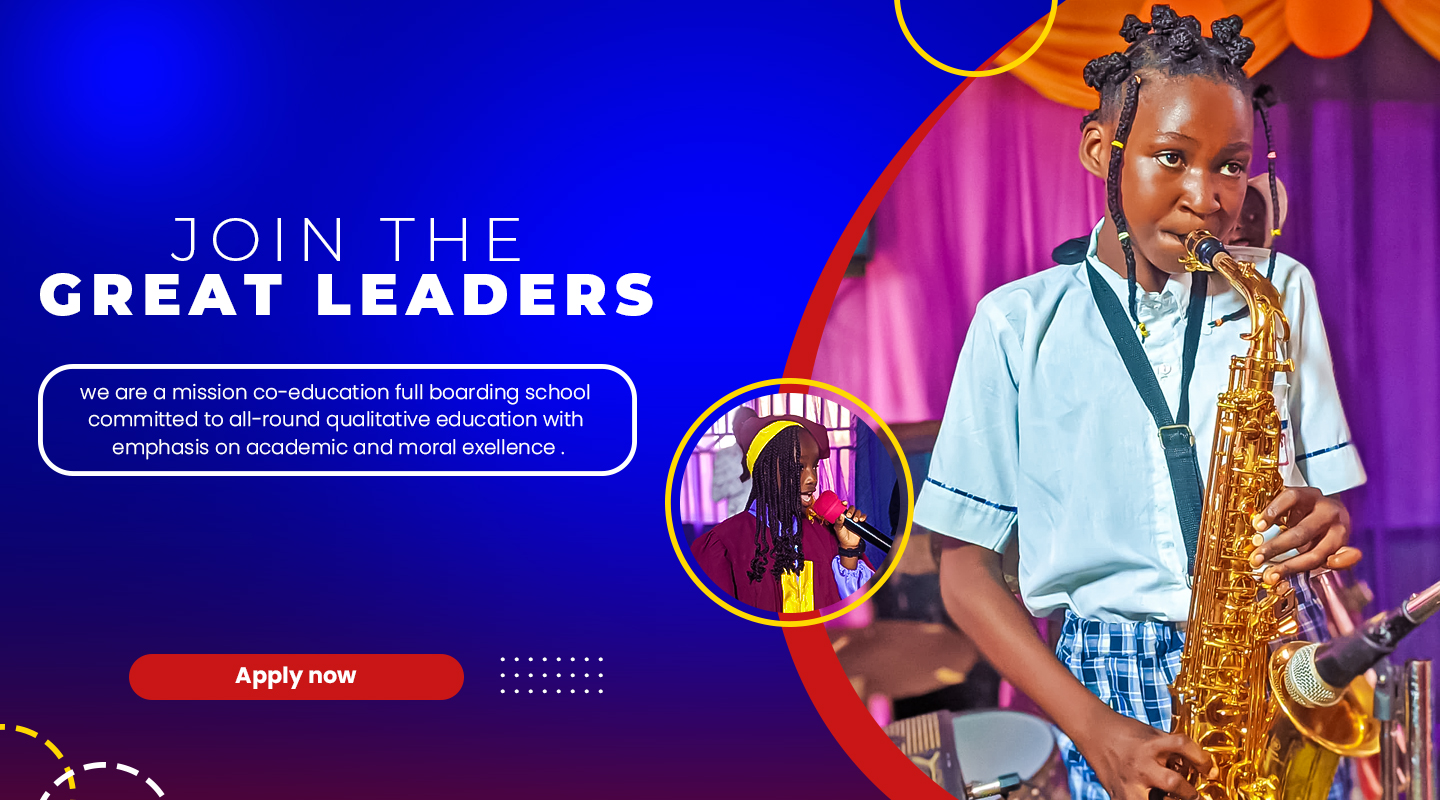 JOIN THE
GREAT LEADERS
we are a mission co-education full boarding school
committed to all-round qualitative education with
emphasis on academic and moral exellence .
Apply now